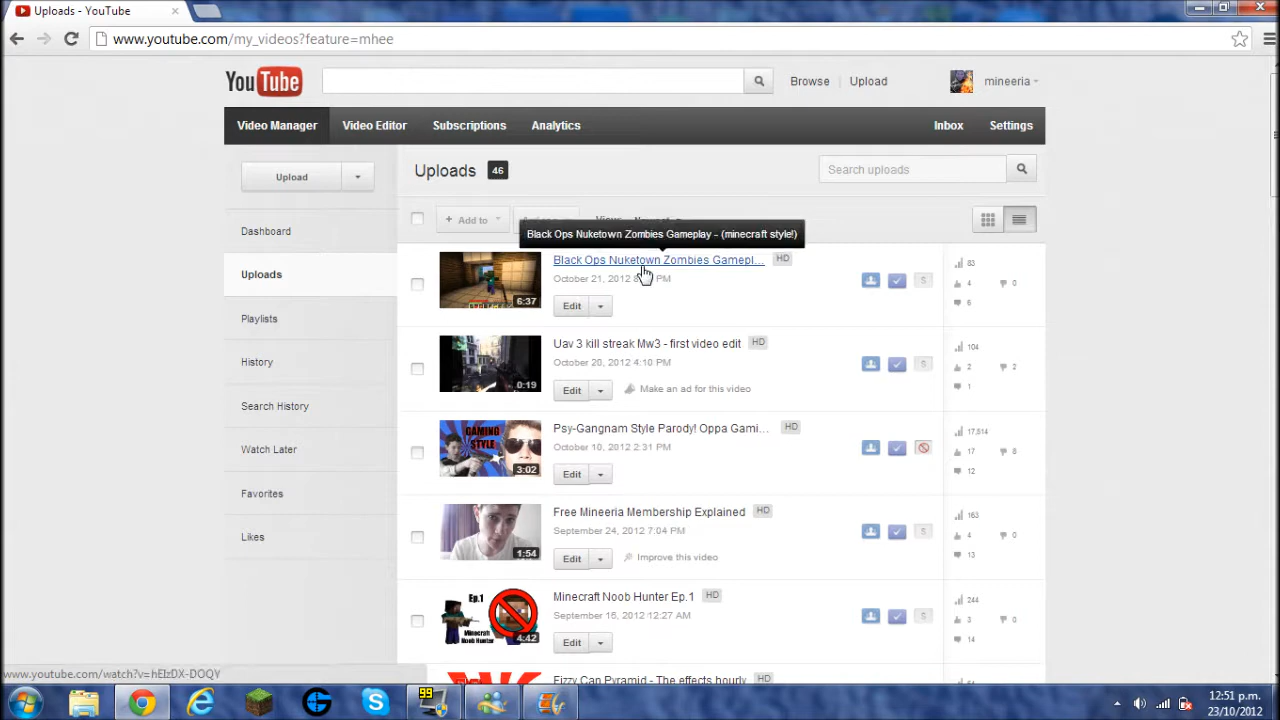 Uploads - YouTube
www.youtube.com/my_videos?feature=mhee
YouTube
Browse
Upload
mineeria
Video Manager
Video Editor
Subscriptions
Analytics
Inbox
Settings
Upload
Uploads 46
Search uploads
+ Add to
View:
Dashboard
Uploads
Playlists
History
Search History
Watch Later
Favorites
Likes
Black Ops Nuketown Zombies Gameplay - (minecraft style!)
Black Ops Nuketown Zombies Gamepl... HD
October 21, 2012 8 PM
6:37
Edit
S
83
4 0
6
Uav 3 kill streak Mw3 - first video edit HD
October 20, 2012 4:10 PM
0:19
Edit
Make an ad for this video
S
104
2 2
1
GAMING
STYLE
Psy-Gangnam Style Parody! Oppa Gami... HD
October 10, 2012 2:31 PM
3:02
Edit
17,514
17 8
12
Free Mineeria Membership Explained HD
September 24, 2012 7:04 PM
1:54
Edit
Improve this video
S
163
4 0
13
Ep.1
Minecraft
Noob Hunter
Minecraft Noob Hunter Ep.1 HD
September 16, 2012 12:27 AM
4:42
Edit
S
244
3 0
14
Fizzy Can Pyramid - The effects hourly HD
www.youtube.com/watch?v=hEIzDX-DOQY
99
12:51 p.m.
23/10/2012